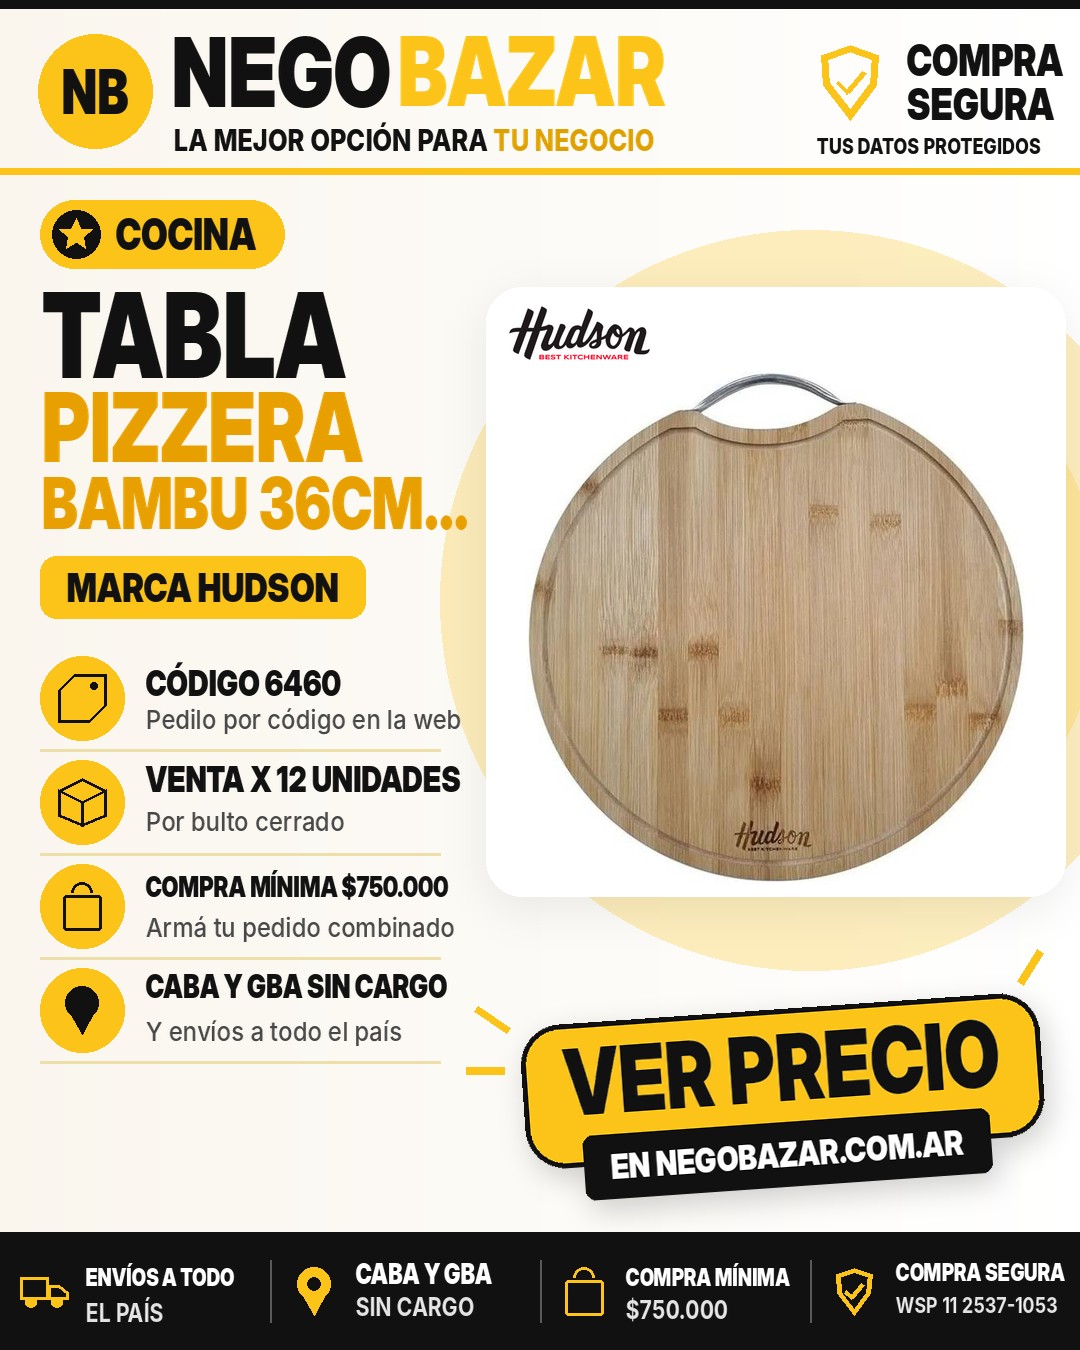 NB
NEGOBAZAR
LA MEJOR OPCIÓN PARA TU NEGOCIO
COMPRA
SEGURA
TUS DATOS PROTEGIDOS
COCINA
TABLA
PIZZERA
BAMBU 36CM...
MARCA HUDSON
CÓDIGO 6460
Pedilo por código en la web
VENTA X 12 UNIDADES
Por bulto cerrado
COMPRA MÍNIMA $750.000
Armá tu pedido combinado
CABA Y GBA SIN CARGO
Y envíos a todo el país
Hudson
BEST KITCHENWARE
Hudson
BEST KITCHENWARE
VER PRECIO
EN NEGOBAZAR.COM.AR
ENVÍOS A TODO
EL PAÍS
CABA Y GBA
SIN CARGO
COMPRA MÍNIMA
$750.000
COMPRA SEGURA
WSP 11 2537-1053